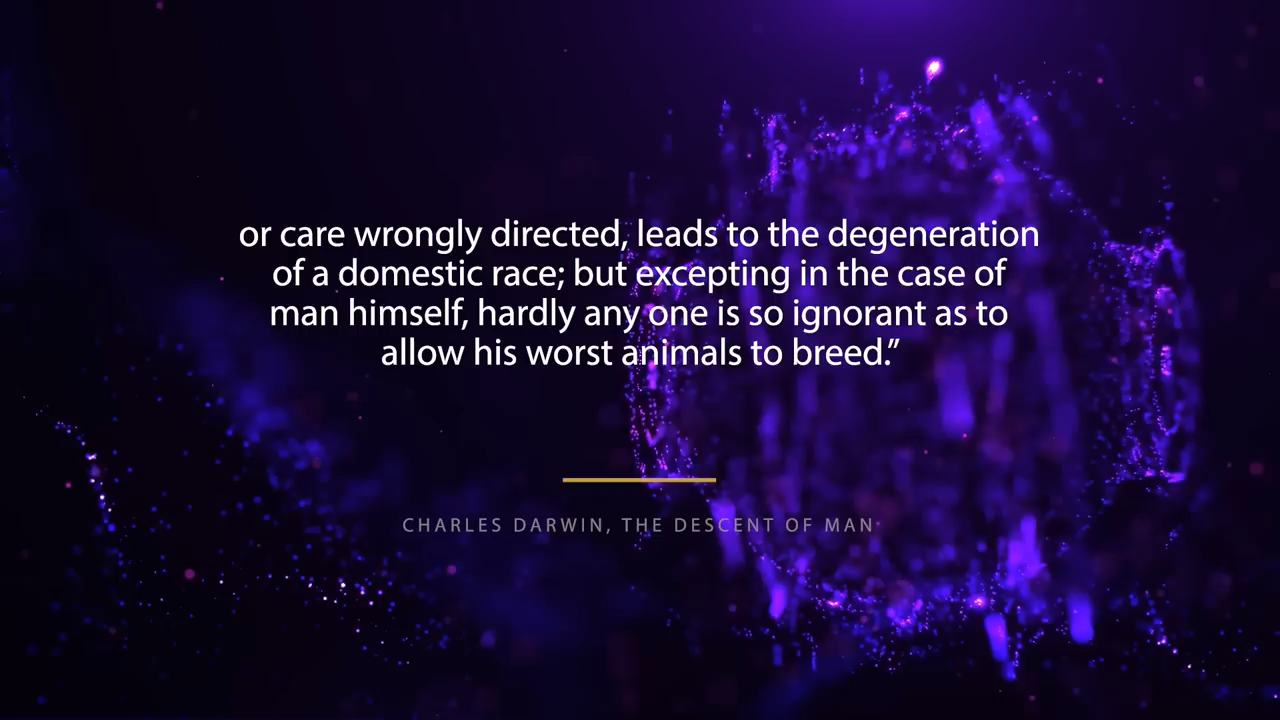 or care wrongly directed, leads to the degeneration
of a domestic race; but excepting in the case of
man himself, hardly any one is so ignorant as to
allow his worst animals to breed.”
CHARLES DARWIN, THE DESCENT OF MAN